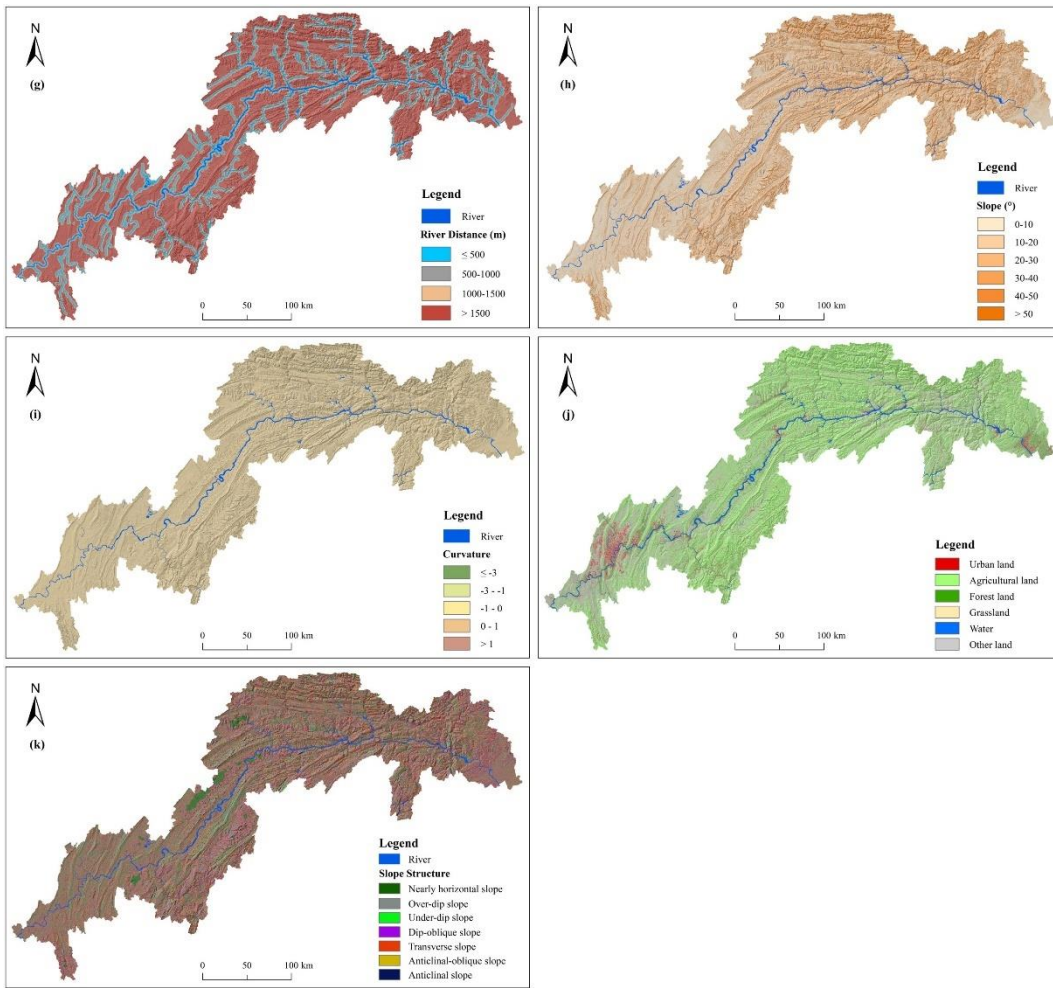 N
(g)
Legend
River
River Distance (m)
≤ 500
500-1000
1000-1500
> 1500
0 50 100 km
N
(h)
Legend
River
Slope (°)
0-10
10-20
20-30
30-40
40-50
> 50
0 50 100 km
N
(i)
Legend
River
Curvature
≤ -3
-3 - -1
-1 - 0
0 - 1
> 1
0 50 100 km
N
(j)
Legend
Urban land
Agricultural land
Forest land
Grassland
Water
Other land
0 50 100 km
N
(k)
Legend
River
Slope Structure
Nearly horizontal slope
Over-dip slope
Under-dip slope
Dip-oblique slope
Transverse slope
Anticlinal-oblique slope
Anticlinal slope
0 50 100 km